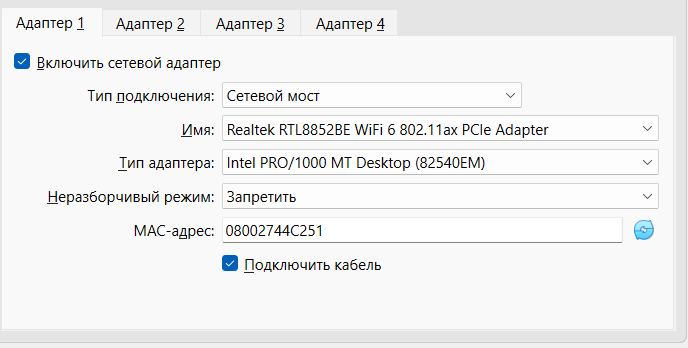 Адаптер 1 Адаптер 2 Адаптер 3 Адаптер 4
Включить сетевой адаптер
Тип подключения: Сетевой мост
Имя: Realtek RTL8852BE WiFi 6 802.11ax PCIe Adapter
Тип адаптера: Intel PRO/1000 MT Desktop (82540EM)
Неразборчивый режим: Запретить
MAC-адрес: 08002744C251
Подключить кабель